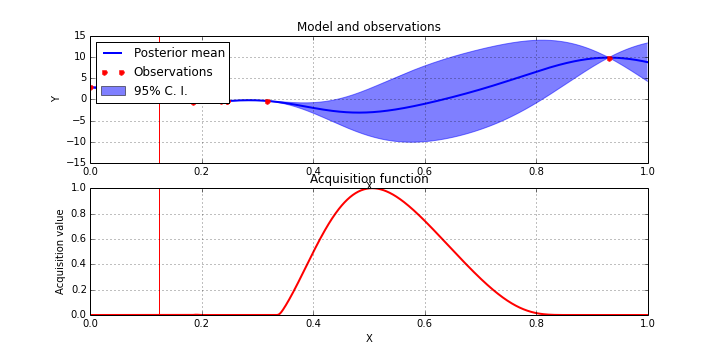 Model and observations
15
10
5
0
−5
−10
−15
Y
Posterior mean
Observations
95% C. I.
0.0 0.2 0.4 0.6 0.8 1.0
X
Acquisition function
1.0
0.8
0.6
0.4
0.2
0.0
Acquisition value
0.0 0.2 0.4 0.6 0.8 1.0
X